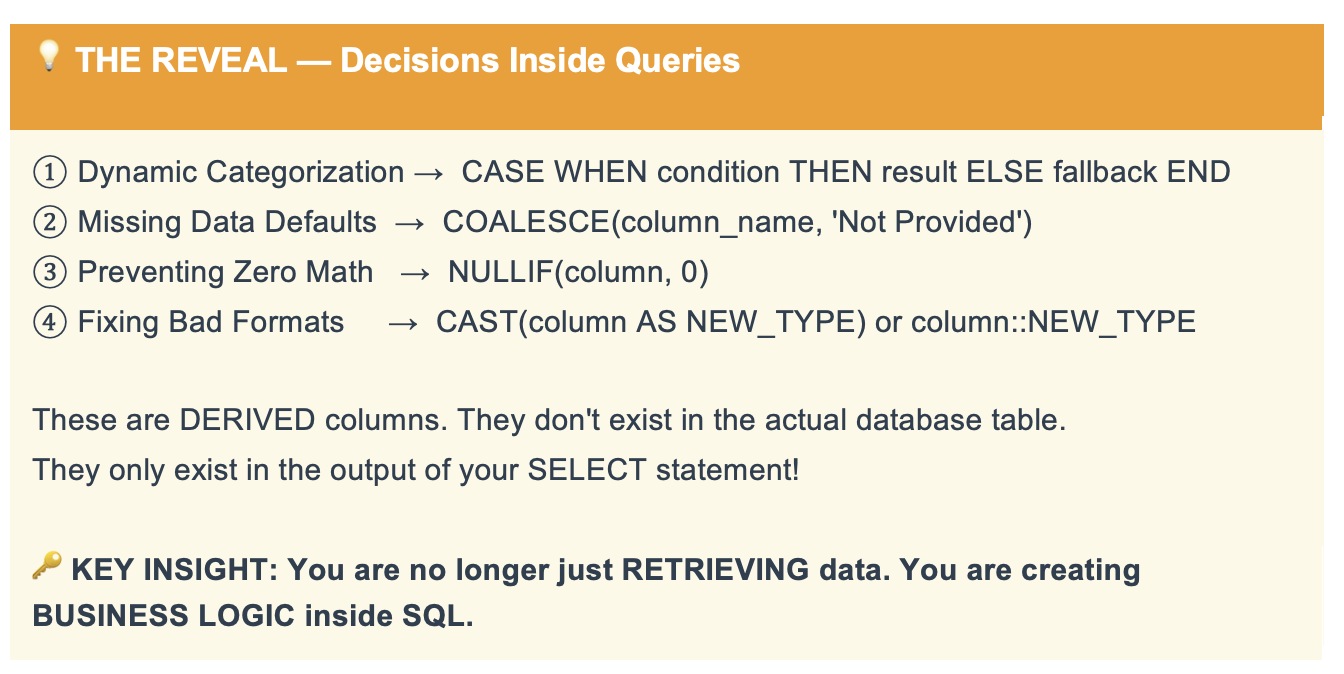 💡 THE REVEAL — Decisions Inside Queries
① Dynamic Categorization → CASE WHEN condition THEN result ELSE fallback END
② Missing Data Defaults → COALESCE(column_name, 'Not Provided')
③ Preventing Zero Math → NULLIF(column, 0)
④ Fixing Bad Formats → CAST(column AS NEW_TYPE) or column::NEW_TYPE
These are DERIVED columns. They don't exist in the actual database table.
They only exist in the output of your SELECT statement!
🔑 KEY INSIGHT: You are no longer just RETRIEVING data. You are creating
BUSINESS LOGIC inside SQL.